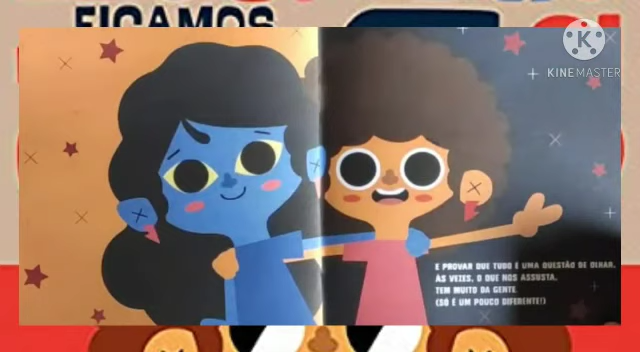 FICAMOS
K
KINEMASTER
E PROVAR QUE TUDO É UMA QUESTÃO DE OLHAR.
ÀS VEZES, O QUE NOS ASSUSTA,
TEM MUITO DA GENTE.
(SÓ É UM POUCO DIFERENTE!)